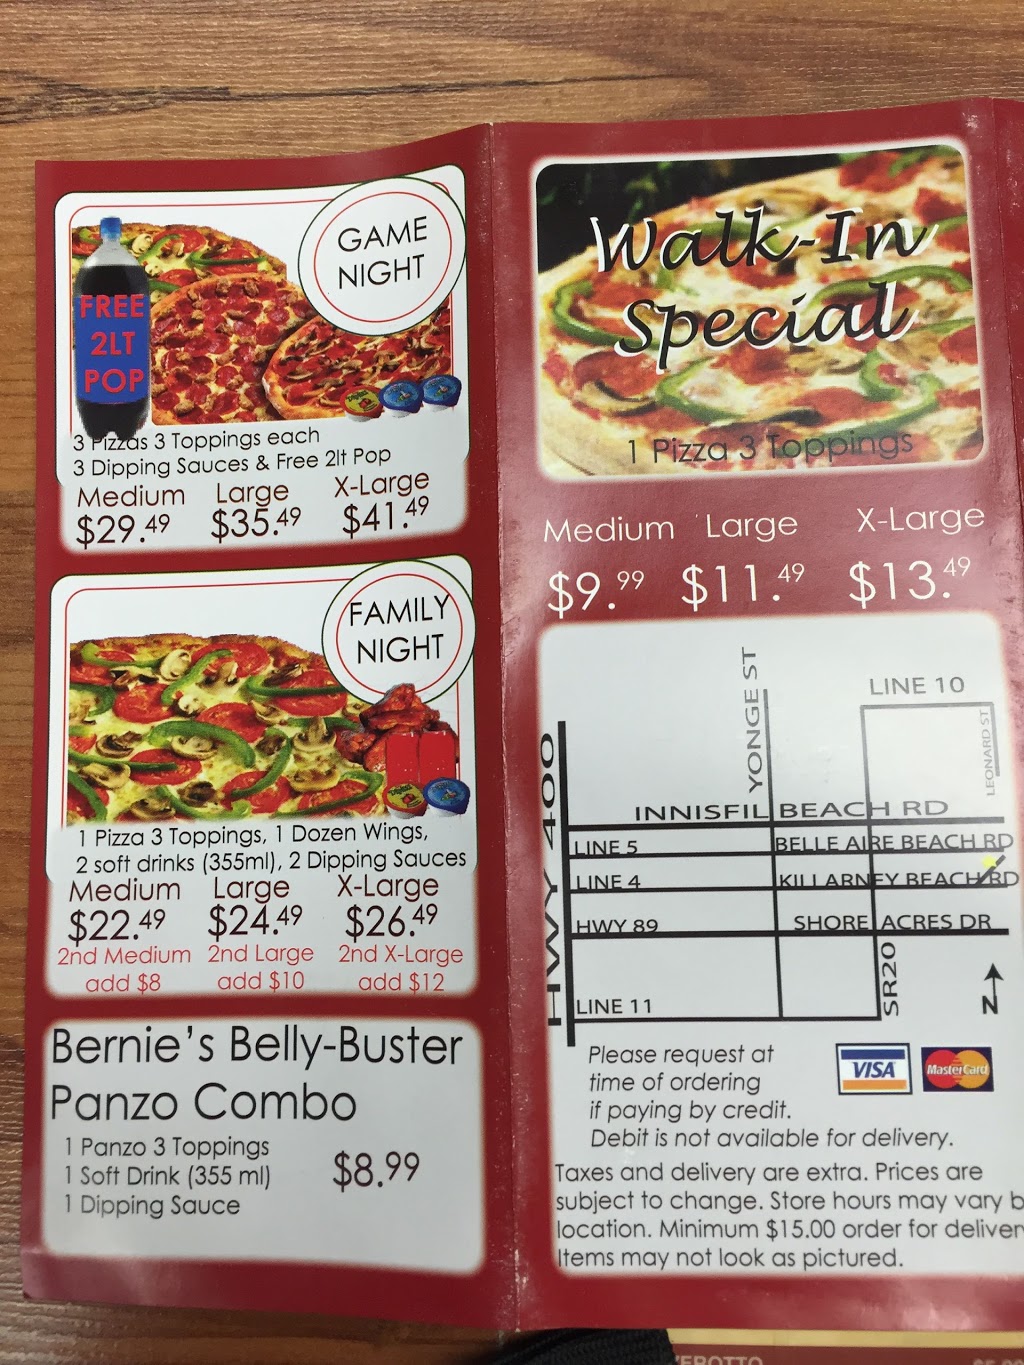 GAME
NIGHT
FREE
2LT
POP
3 Pizzas 3 Toppings each
3 Dipping Sauces & Free 2lt Pop
Medium Large X-Large
$29.49 $35.49 $41.49
FAMILY
NIGHT
1 Pizza 3 Toppings, 1 Dozen Wings,
2 soft drinks (355ml), 2 Dipping Sauces
Medium Large X-Large
$22.49 $24.49 $26.49
2nd Medium 2nd Large 2nd X-Large
add $8 add $10 add $12
Bernie's Belly-Buster
Panzo Combo
1 Panzo 3 Toppings
1 Soft Drink (355 ml) $8.99
1 Dipping Sauce
Walk-In
Special
1 Pizza 3 Toppings
Medium Large X-Large
$9.99 $11.49 $13.49
YONGE ST
LINE 10
LEONARD ST
HWY 400
INNISFIL BEACH RD
LINE 5 BELLE AIRE BEACH RD
LINE 4 KILLARNEY BEACH RD
HWY 89 SHORE ACRES DR
SR20
LINE 11
N
Please request at
time of ordering
if paying by credit.
VISA MasterCard
Debit is not available for delivery.
Taxes and delivery are extra. Prices are
subject to change. Store hours may vary b
location. Minimum $15.00 order for deliver
Items may not look as pictured.